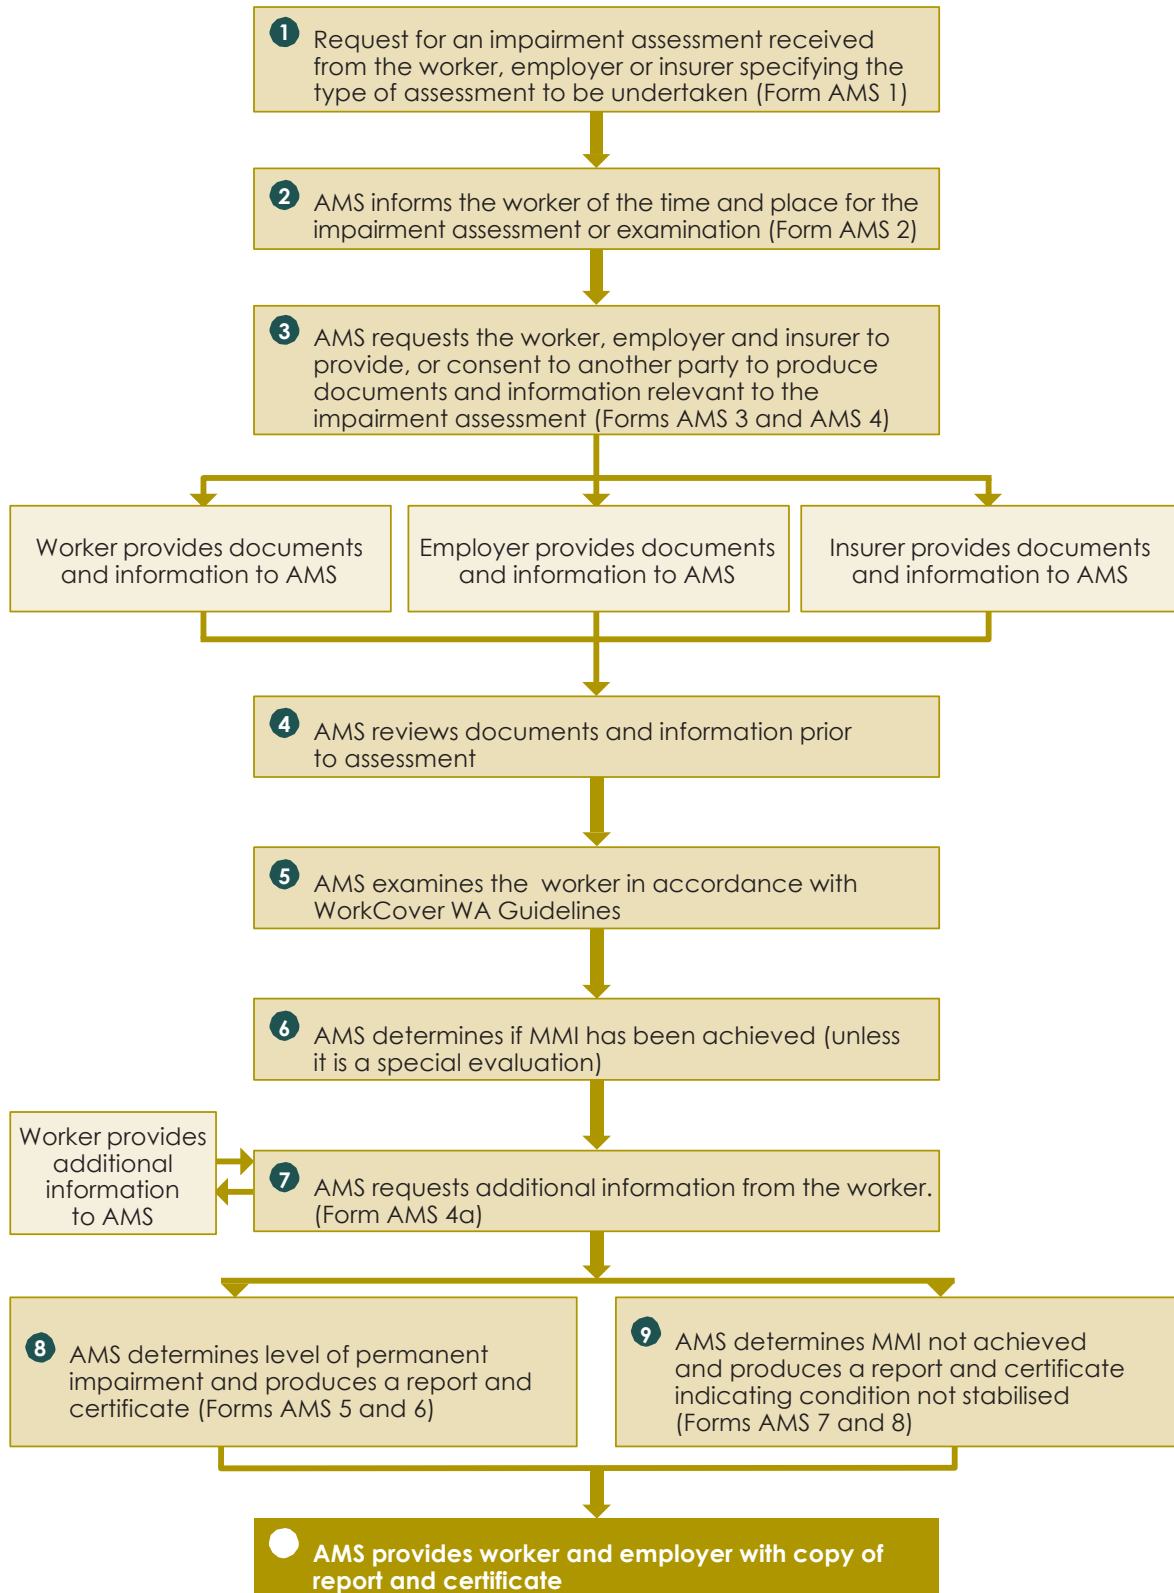 1 Request for an impairment assessment received
from the worker, employer or insurer specifying the
type of assessment to be undertaken (Form AMS 1)
2 AMS informs the worker of the time and place for the
impairment assessment or examination (Form AMS 2)
3 AMS requests the worker, employer and insurer to
provide, or consent to another party to produce
documents and information relevant to the
impairment assessment (Forms AMS 3 and AMS 4)
Worker provides documents
and information to AMS
Employer provides documents
and information to AMS
Insurer provides documents
and information to AMS
4 AMS reviews documents and information prior
to assessment
5 AMS examines the worker in accordance with
WorkCover WA Guidelines
6 AMS determines if MMI has been achieved (unless
it is a special evaluation)
Worker provides
additional
information
to AMS
7 AMS requests additional information from the worker.
(Form AMS 4a)
8 AMS determines level of permanent
impairment and produces a report and
certificate (Forms AMS 5 and 6)
9 AMS determines MMI not achieved
and produces a report and certificate
indicating condition not stabilised
(Forms AMS 7 and 8)
AMS provides worker and employer with copy of
report and certificate